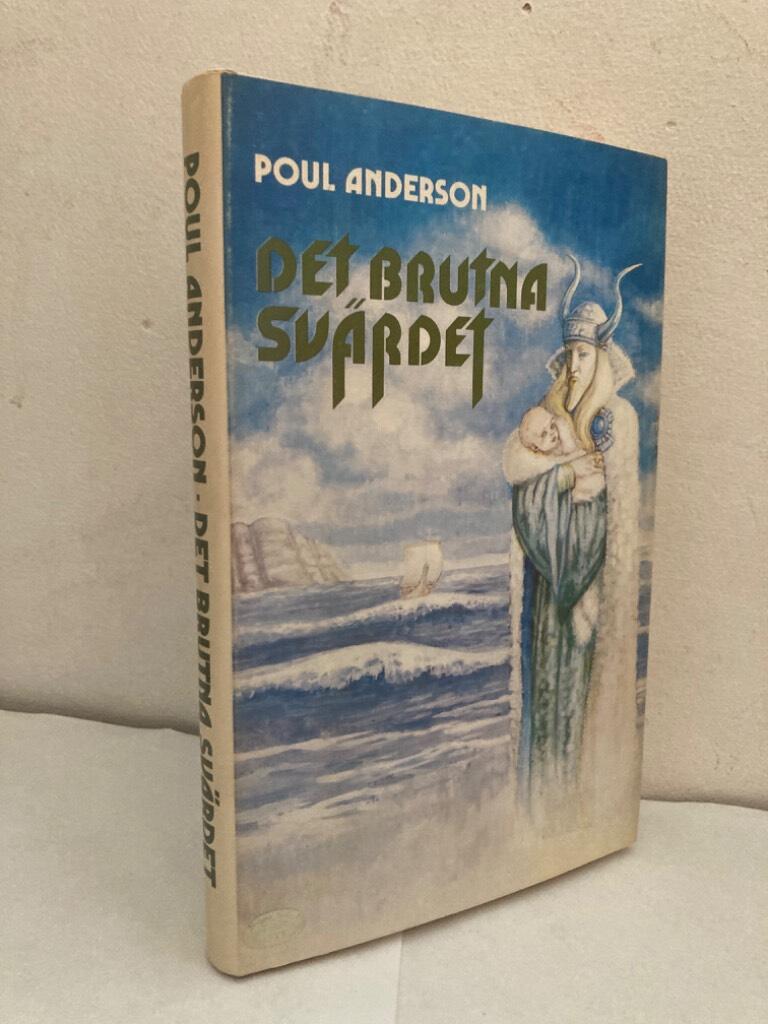 POUL ANDERSON
DET BRUTNA
SVÄRDET
POUL ANDERSON · DET BRUTNA SVÄRDET